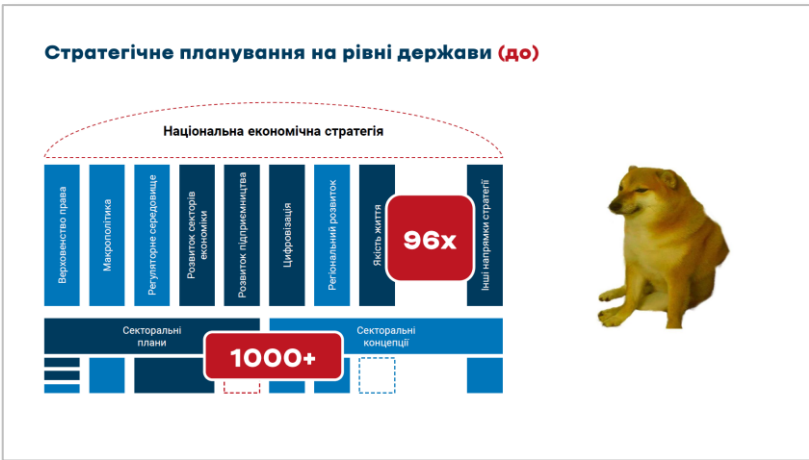 Стратегічне планування на рівні держави (до)
Національна економічна стратегія
Верховенство права
Макрополітика
Регуляторне середовище
Розвиток секторів
економіки
Розвиток підприємництва
Цифровізація
Регіональний розвиток
Якість життя
96x
Інші напрямки стратегії
Секторальні
плани
1000+
Секторальні
концепції